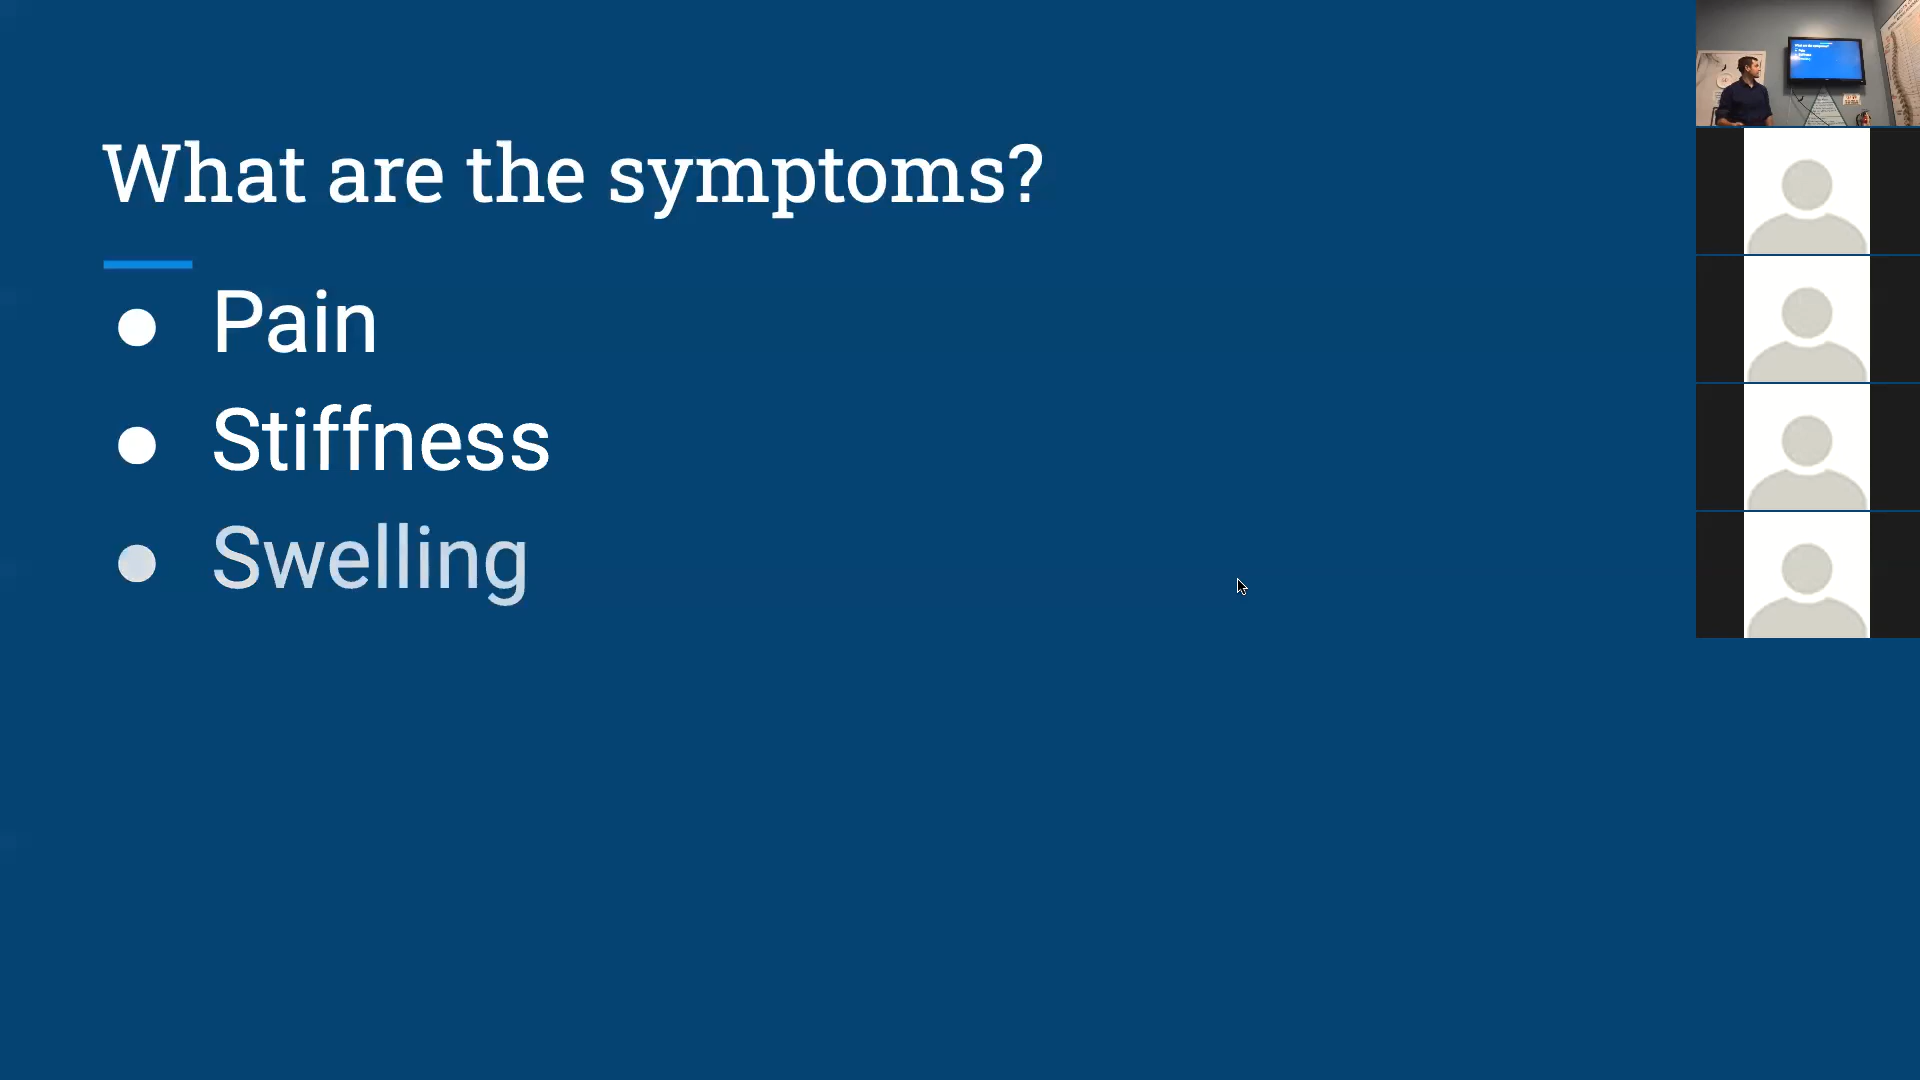 What are the symptoms?
● Pain
● Stiffness
● Swelling